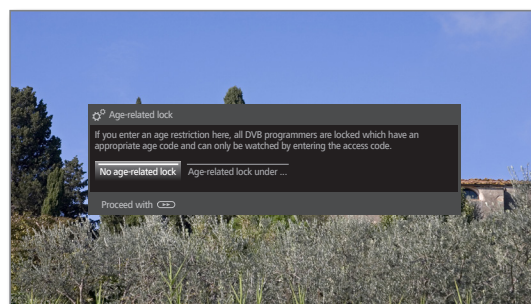 Age-related lock
If you enter an age restriction here, all DVB programmers are locked which have an
appropriate age code and can only be watched by entering the access code.
No age-related lock Age-related lock under ...
Proceed with